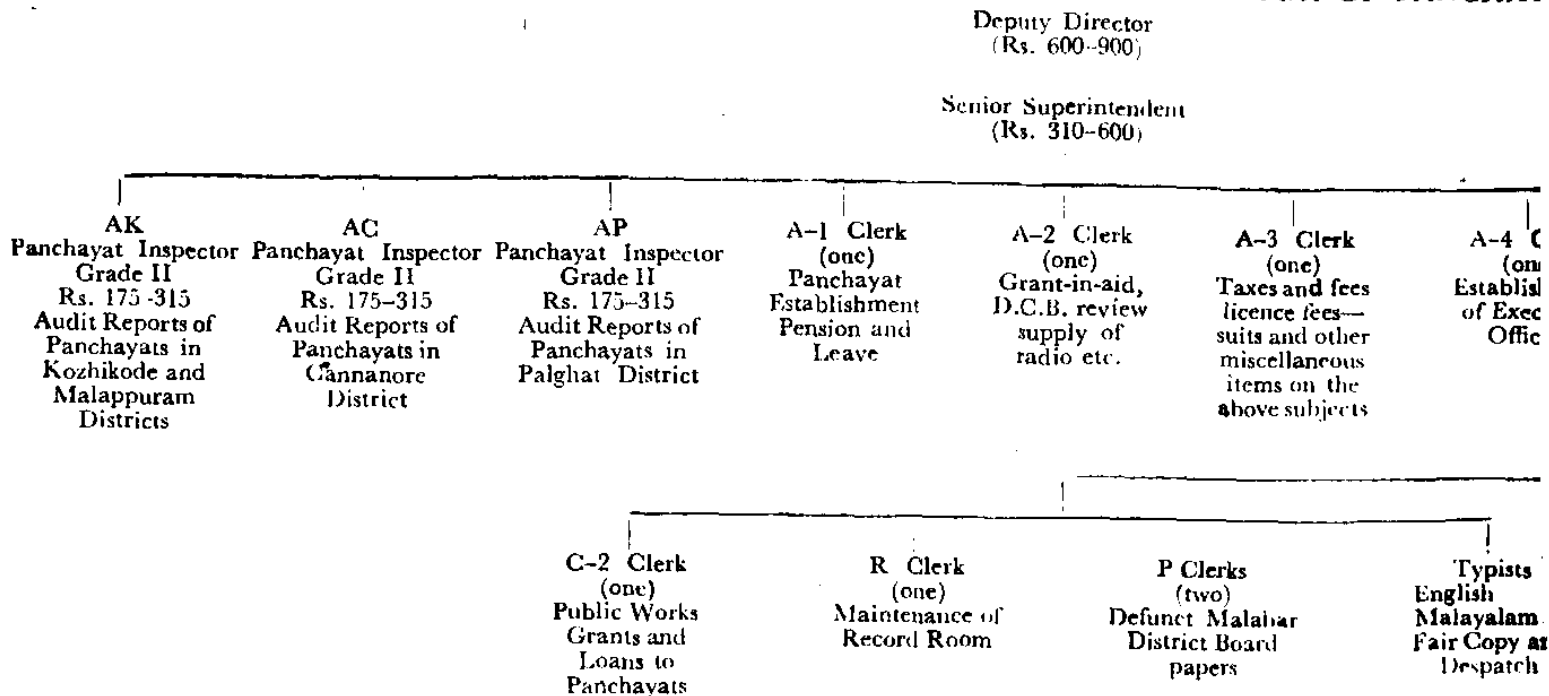 Deputy Director
(Rs. 600-900)
Senior Superintendent
(Rs. 310-600)
AK
Panchayat Inspector
Grade II
Rs. 175-315
Audit Reports of
Panchayats in
Kozhikode and
Malappuram
Districts
AC
Panchayat Inspector
Grade II
Rs. 175-315
Audit Reports of
Panchayats in
Cannanore
District
AP
Panchayat Inspector
Grade II
Rs. 175-315
Audit Reports of
Panchayats in
Palghat District
A-1 Clerk
(one)
Panchayat
Establishment
Pension and
Leave
A-2 Clerk
(one)
Grant-in-aid,
D.C.B. review
supply of
radio etc.
A-3 Clerk
(one)
Taxes and fees
licence fees—
suits and other
miscellaneous
items on the
above subjects
A-4 C
(on
Establis
of Exec
Offic
C-2 Clerk
(one)
Public Works
Grants and
Loans to
Panchayats
R Clerk
(one)
Maintenance of
Record Room
P Clerks
(two)
Defunct Malabar
District Board
papers
Typists
English
Malayalam
Fair Copy a
Despatch